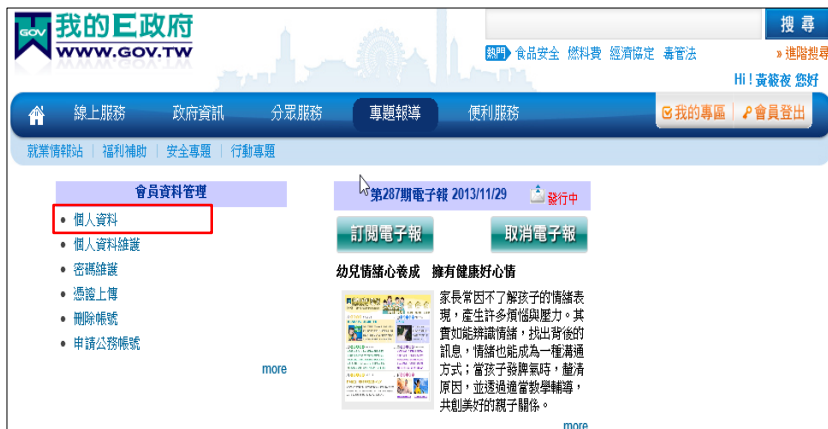 GOV 我的E政府
WWW.GOV.TW
搜 尋
熱門 食品安全 燃料費 經濟協定 毒管法
» 進階搜尋
Hi ! 黃筱夜 您好
線上服務 政府資訊 分眾服務 專題報導 便利服務
我的專區 會員登出
就業情報站 | 福利補助 | 安全專題 | 行動專題
會員資料管理
• 個人資料
• 個人資料維護
• 密碼維護
• 憑證上傳
• 刪除帳號
• 申請公務帳號
more
第287期電子報 2013/11/29 發行中
訂閱電子報 取消電子報
幼兒情緒心養成 擁有健康好心情
家長常因不了解孩子的情緒表
現，產生許多煩惱與壓力。其
實如能辨識情緒，找出背後的
訊息，情緒也能成為一種溝通
方式；當孩子發脾氣時，釐清
原因，並透過適當教學輔導，
共創美好的親子關係。
more